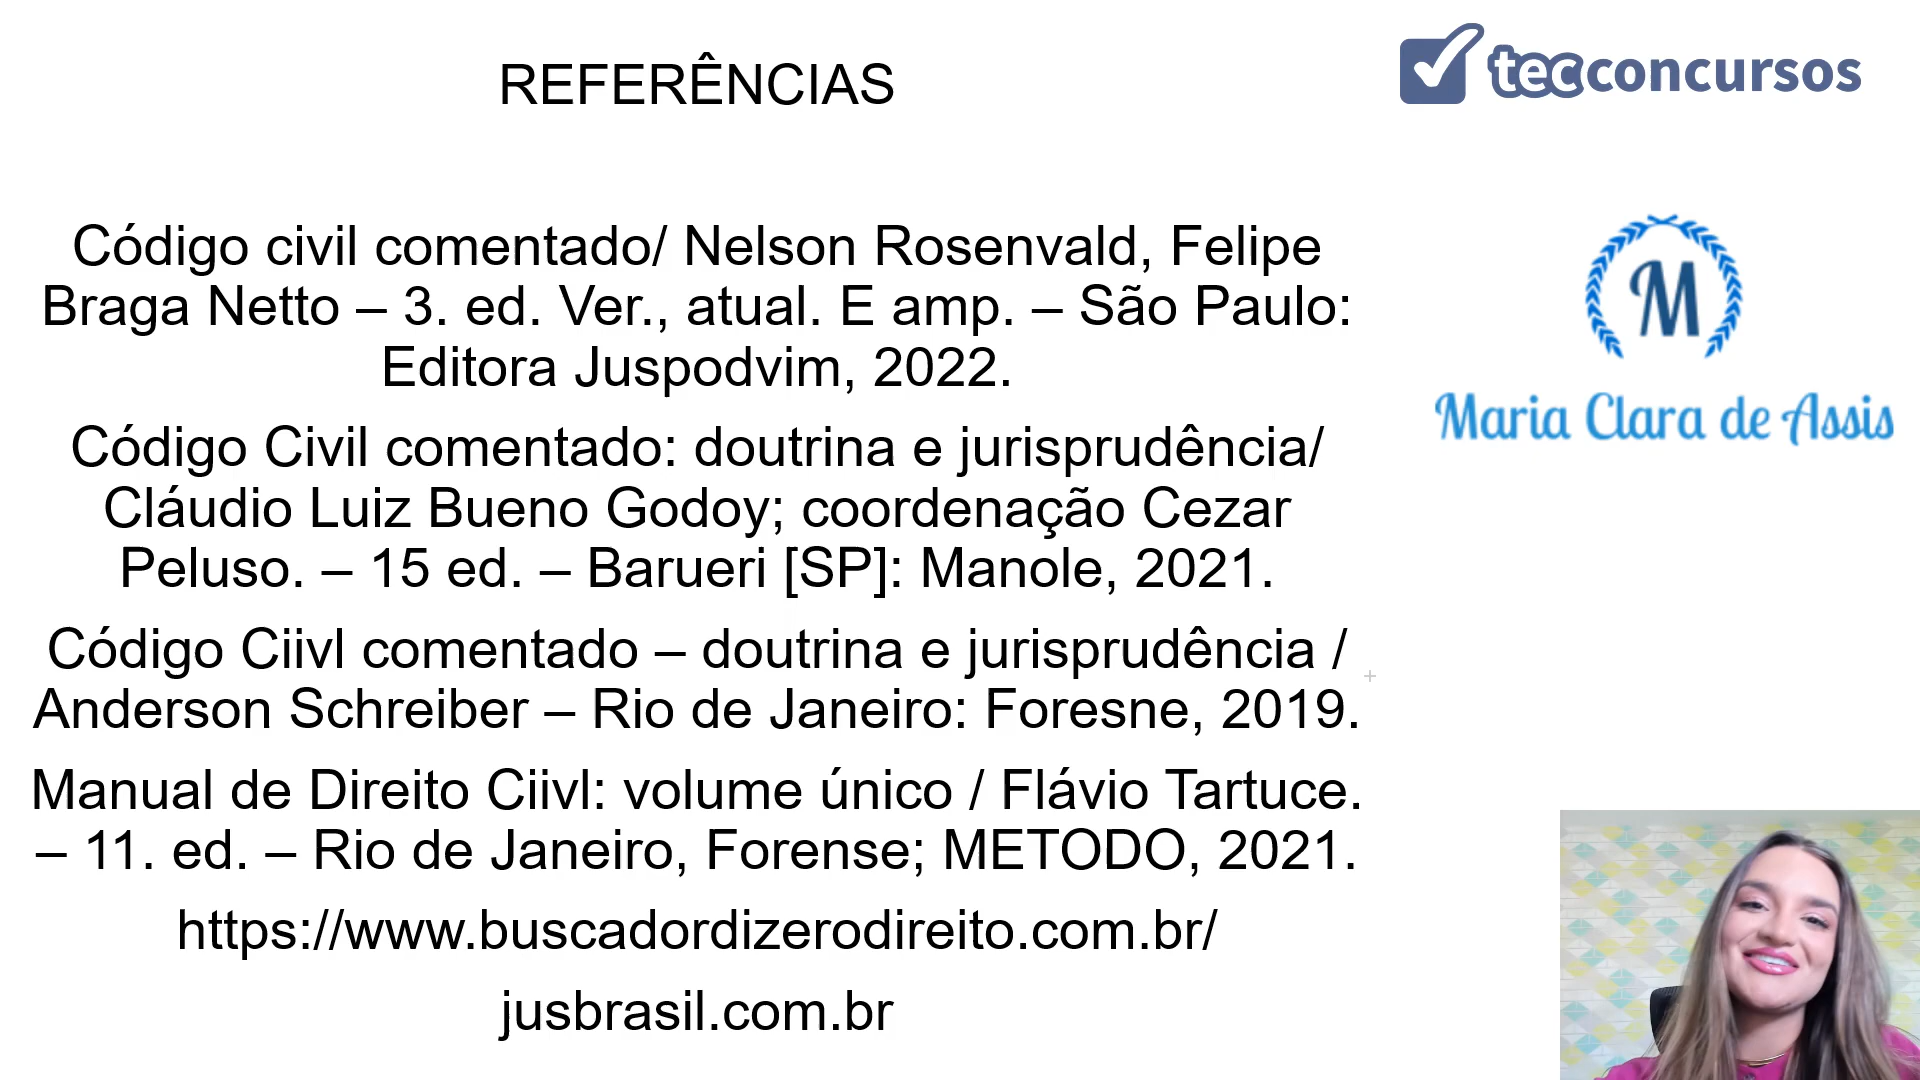 REFERÊNCIAS
tecconcursos
Código civil comentado/ Nelson Rosenvald, Felipe
Braga Netto – 3. ed. Ver., atual. E amp. – São Paulo:
Editora Juspodvim, 2022.
M
Maria Clara de Assis
Código Civil comentado: doutrina e jurisprudência/
Cláudio Luiz Bueno Godoy; coordenação Cezar
Peluso. – 15 ed. – Barueri [SP]: Manole, 2021.
Código Ciivl comentado – doutrina e jurisprudência /
Anderson Schreiber – Rio de Janeiro: Foresne, 2019.
Manual de Direito Ciivl: volume único / Flávio Tartuce.
– 11. ed. – Rio de Janeiro, Forense; METODO, 2021.
https://www.buscadordizerodireito.com.br/
jusbrasil.com.br